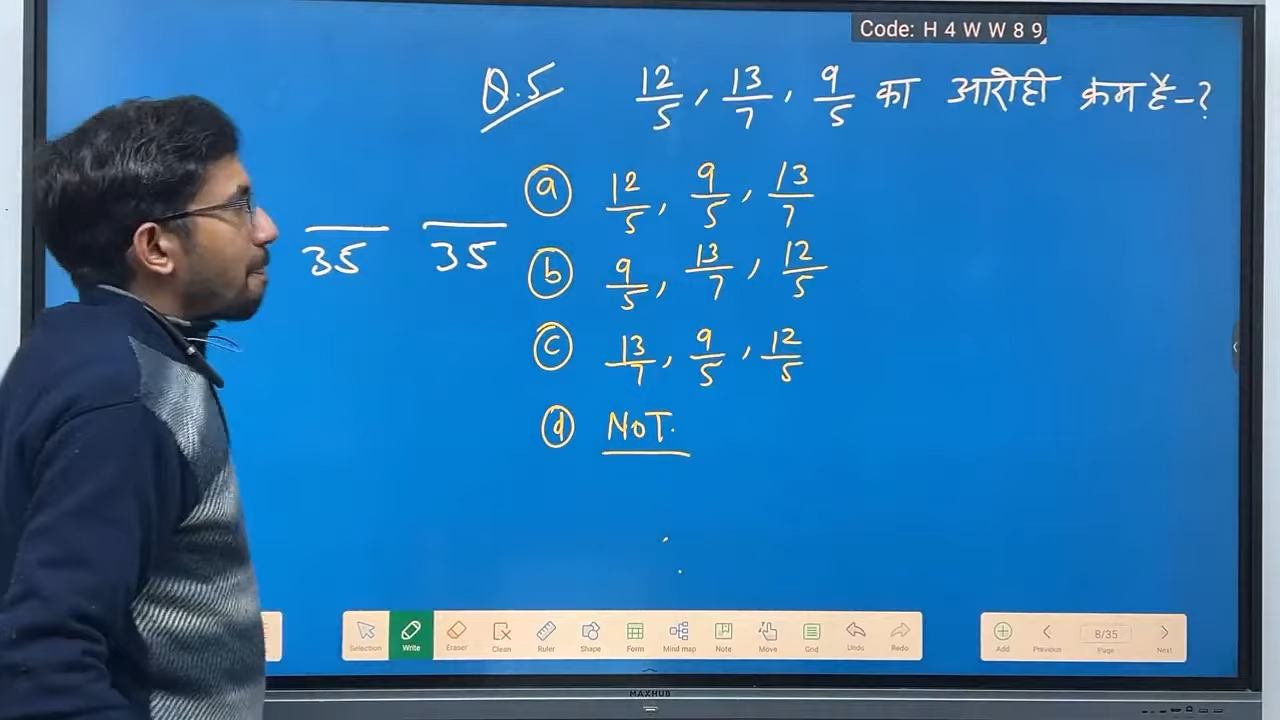 Code: H 4 W W 8 9
Q.5 12/5, 13/7, 9/5 का आरोही क्रम हैं-?
a 12/5, 9/5, 13/7
35 35
b 9/5, 13/7, 12/5
c 13/7, 9/5, 12/5
d NOT.
Selection Write Eraser Clean Ruler Shape Form Mind map Note Move Grid Undo Redo
Add Previous 8/35 Page Next
MAXHUB